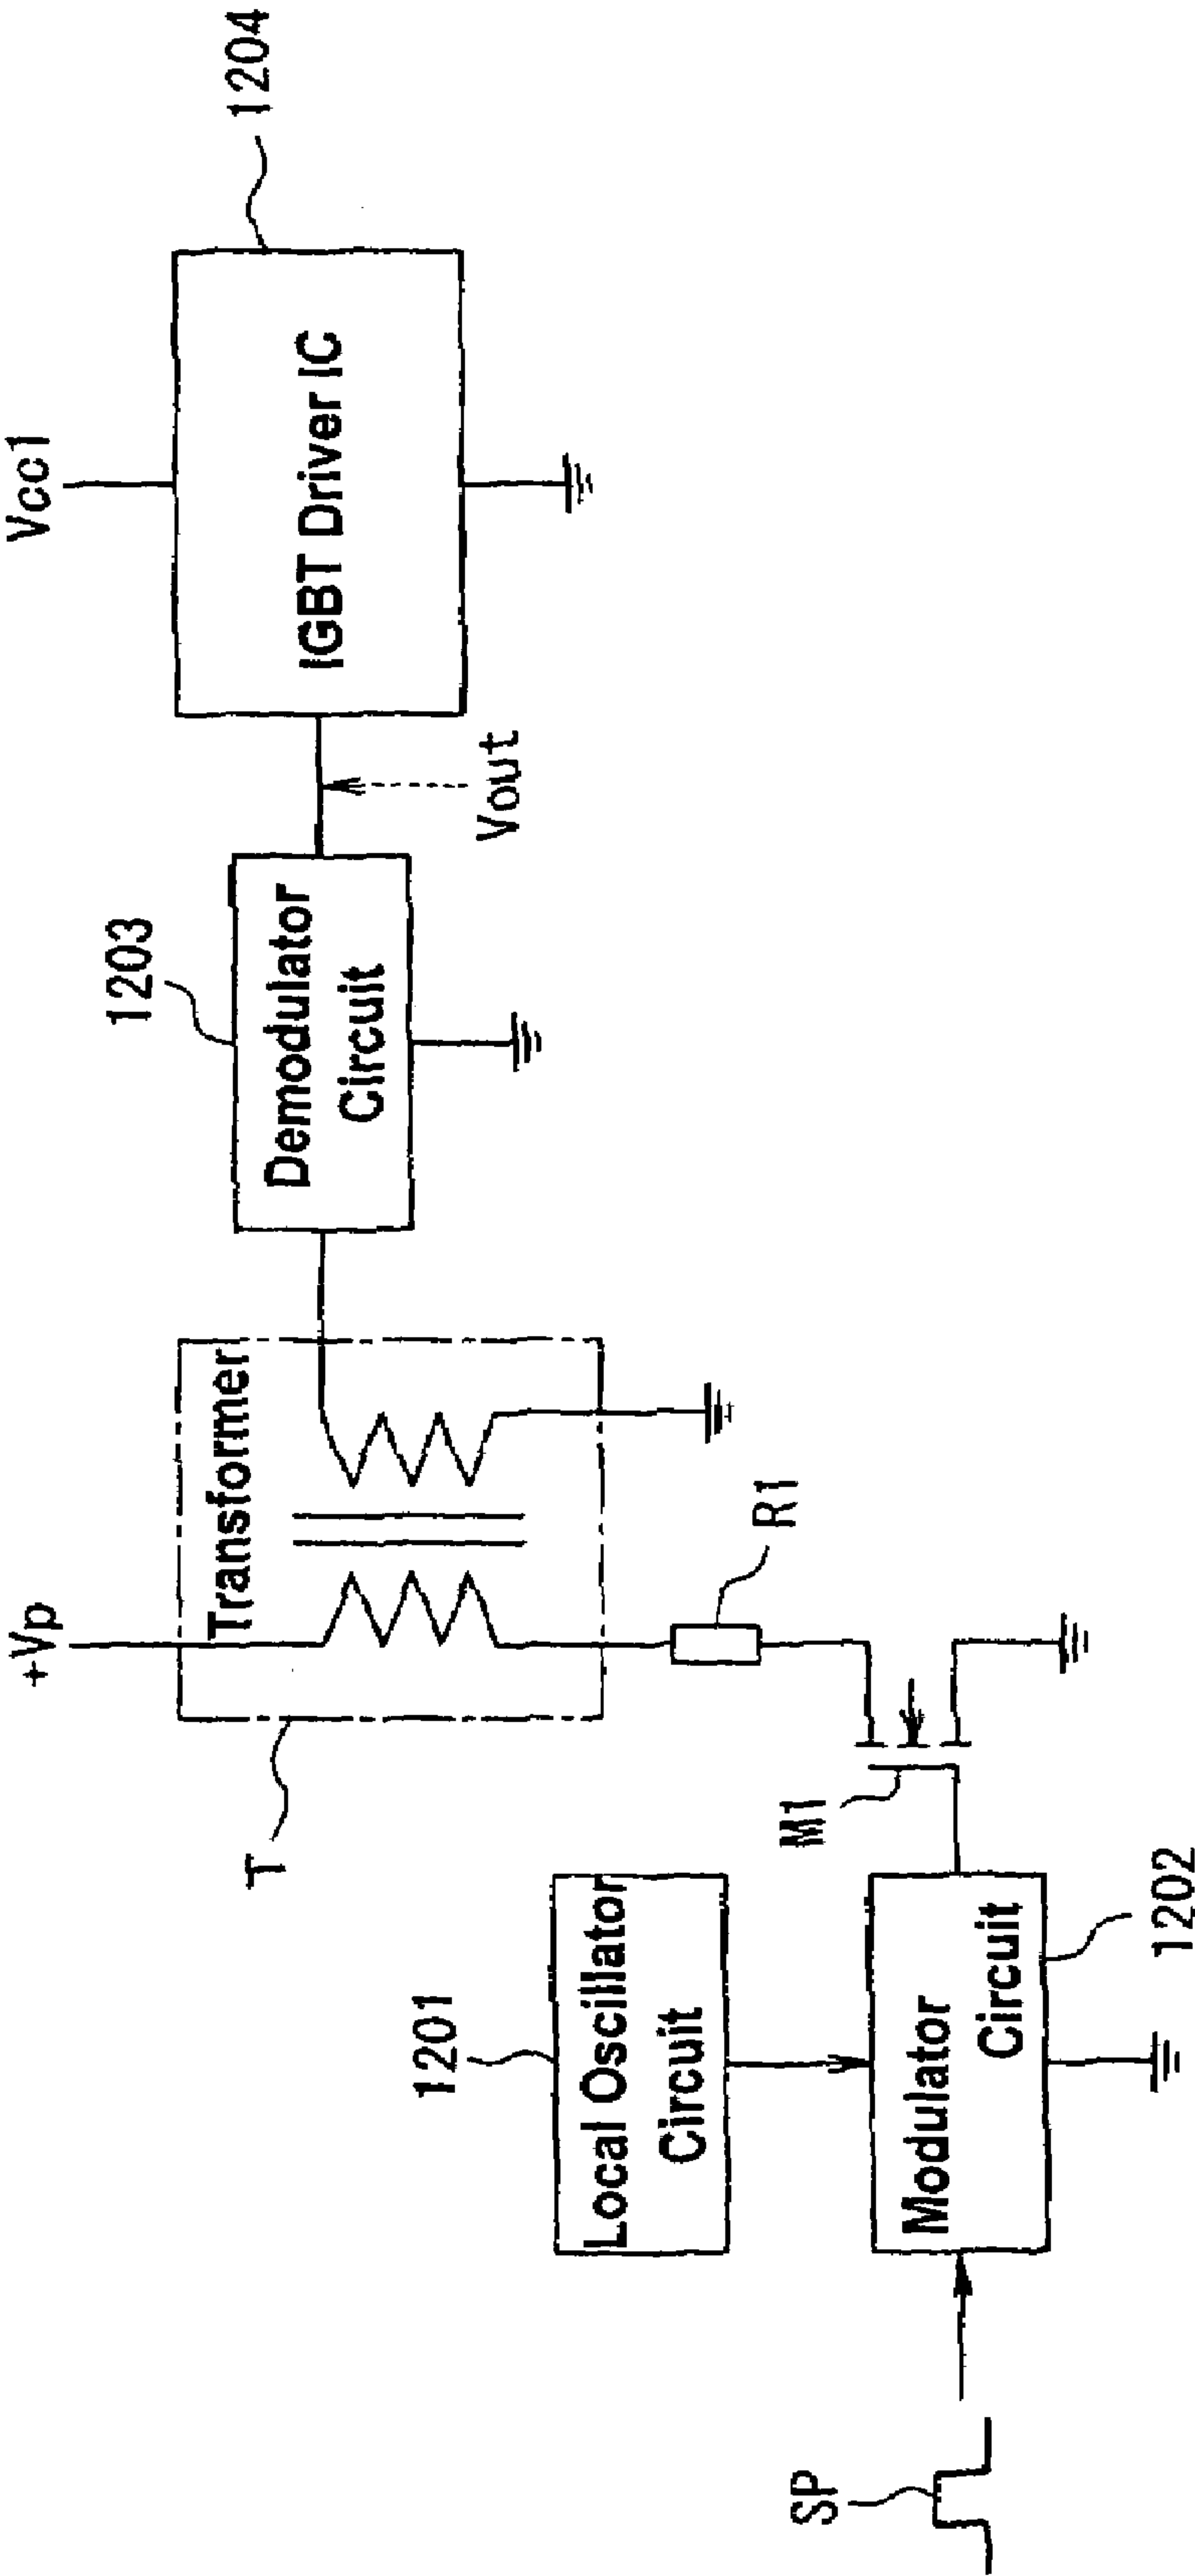 Vcc1
1204
IGBT Driver IC
Vout
1203
Demodulator
Circuit
+Vp
Transformer
T
R1
M1
1201
Local Oscillator
Circuit
Modulator
Circuit
1202
SP